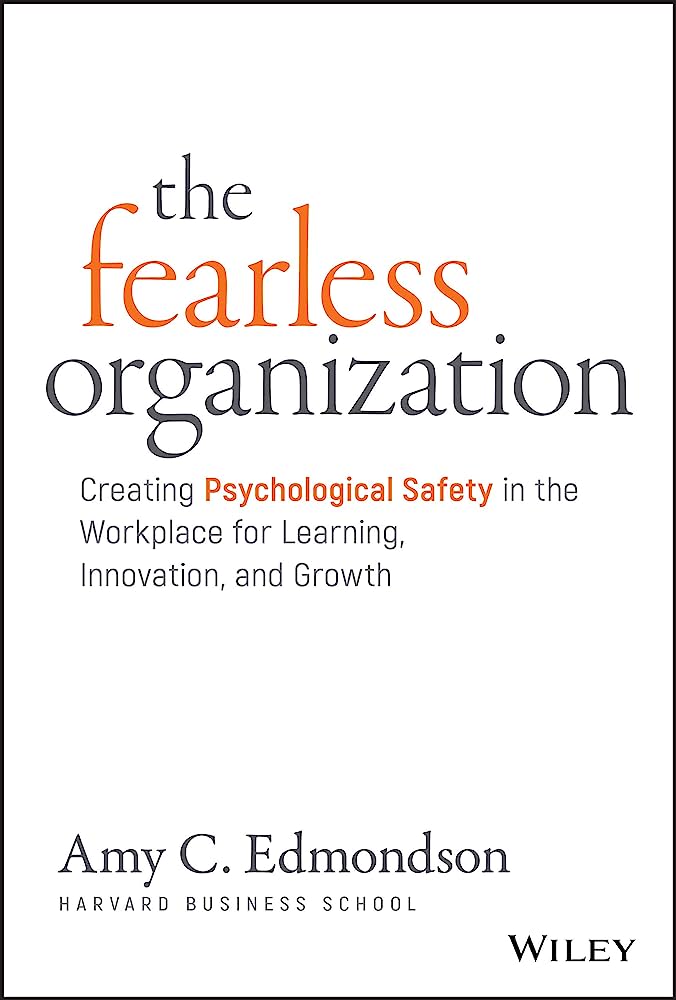 the
fearless
organization
Creating Psychological Safety in the
Workplace for Learning,
Innovation, and Growth
Amy C. Edmondson
HARVARD BUSINESS SCHOOL
WILEY